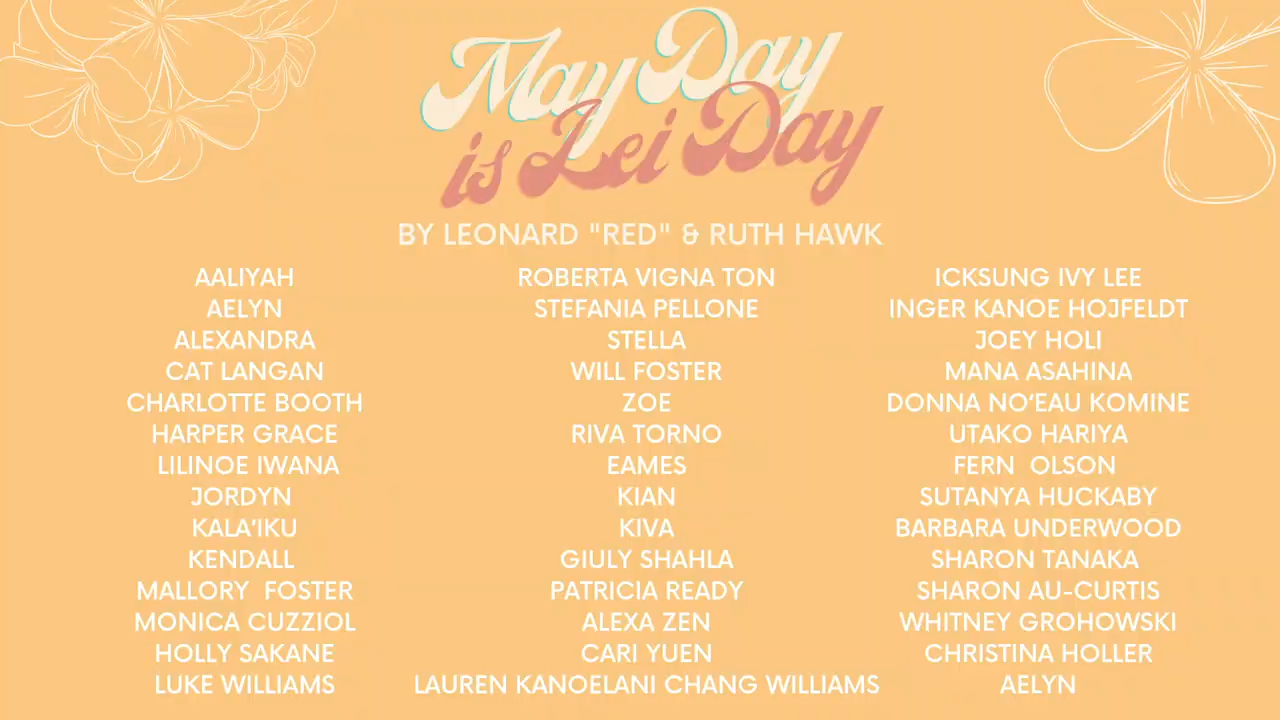 May Day
is Lei Day
BY LEONARD "RED" & RUTH HAWK
AALIYAH
AELYN
ALEXANDRA
CAT LANGAN
CHARLOTTE BOOTH
HARPER GRACE
LILINOE IWANA
JORDYN
KALA'IKU
KENDALL
MALLORY  FOSTER
MONICA CUZZIOL
HOLLY SAKANE
LUKE WILLIAMS
ROBERTA VIGNA TON
STEFANIA PELLONE
STELLA
WILL FOSTER
ZOE
RIVA TORNO
EAMES
KIAN
KIVA
GIULY SHAHLA
PATRICIA READY
ALEXA ZEN
CARI YUEN
LAUREN KANOELANI CHANG WILLIAMS
ICKSUNG IVY LEE
INGER KANOE HOJFELDT
JOEY HOLI
MANA ASAHINA
DONNA NO‘EAU KOMINE
UTAKO HARIYA
FERN  OLSON
SUTANYA HUCKABY
BARBARA UNDERWOOD
SHARON TANAKA
SHARON AU-CURTIS
WHITNEY GROHOWSKI
CHRISTINA HOLLER
AELYN